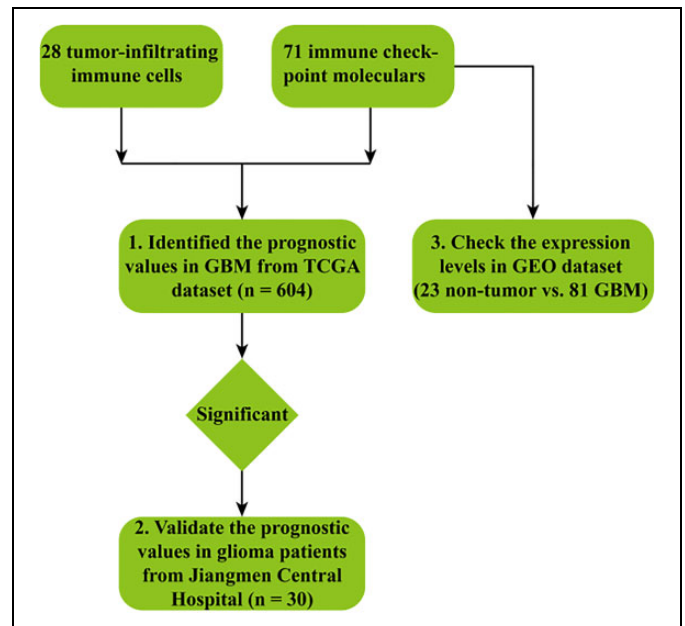 28 tumor-infiltrating
immune cells
71 immune check-
point moleculars
1. Identified the prognostic
values in GBM from TCGA
dataset (n = 604)
3. Check the expression
levels in GEO dataset
(23 non-tumor vs. 81 GBM)
Significant
2. Validate the prognostic
values in glioma patients
from Jiangmen Central
Hospital (n = 30)